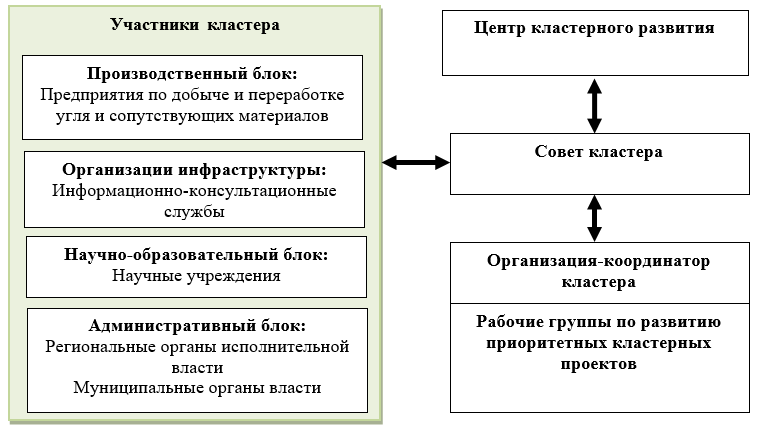 Участники кластера
Производственный блок:
Предприятия по добыче и переработке
угля и сопутствующих материалов
Организации инфраструктуры:
Информационно-консультационные
службы
Научно-образовательный блок:
Научные учреждения
Административный блок:
Региональные органы исполнительной
власти
Муниципальные органы власти
Центр кластерного развития
Совет кластера
Организация-координатор
кластера
Рабочие группы по развитию
приоритетных кластерных
проектов